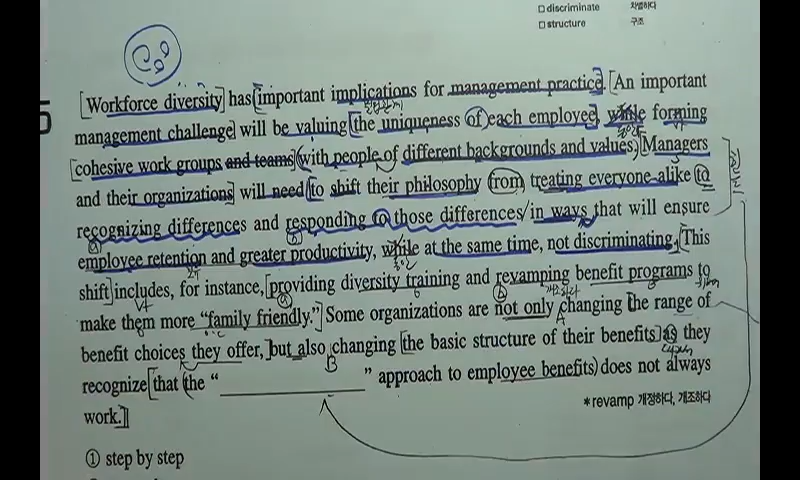 □ discriminate 차별하다
□ structure 구조
Workforce diversity has important implications for management practice. An important
management challenge will be valuing the uniqueness of each employee, while forming
cohesive work groups and teams with people of different backgrounds and values. Managers
and their organizations will need to shift their philosophy from treating everyone alike to
recognizing differences and responding to those differences in ways that will ensure
employee retention and greater productivity, while at the same time, not discriminating. This
shift includes, for instance, providing diversity training and revamping benefit programs to
make them more “family friendly.” Some organizations are not only changing the range of
benefit choices they offer, but also changing the basic structure of their benefits as they
recognize that the “ ” approach to employee benefits does not always
work.
*revamp 개정하다, 개조하다
① step by step